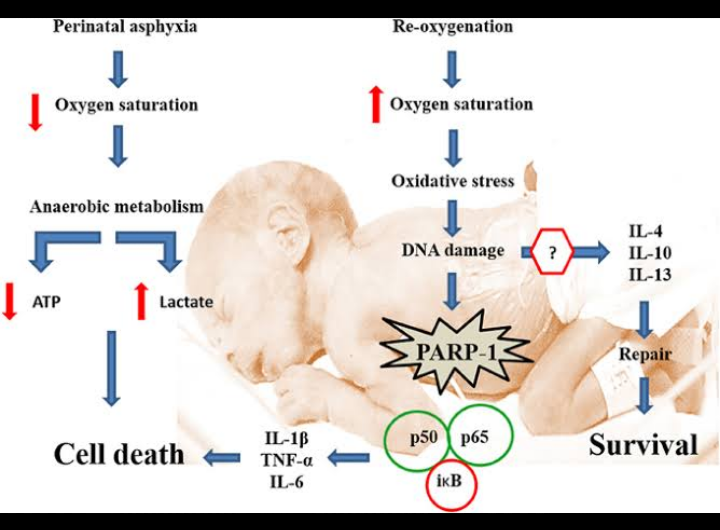 Perinatal asphyxia
Oxygen saturation
Anaerobic metabolism
ATP
Lactate
Cell death
Re-oxygenation
Oxygen saturation
Oxidative stress
DNA damage
?
IL-4
IL-10
IL-13
Repair
Survival
PARP-1
p50
p65
iκB
IL-1β
TNF-α
IL-6